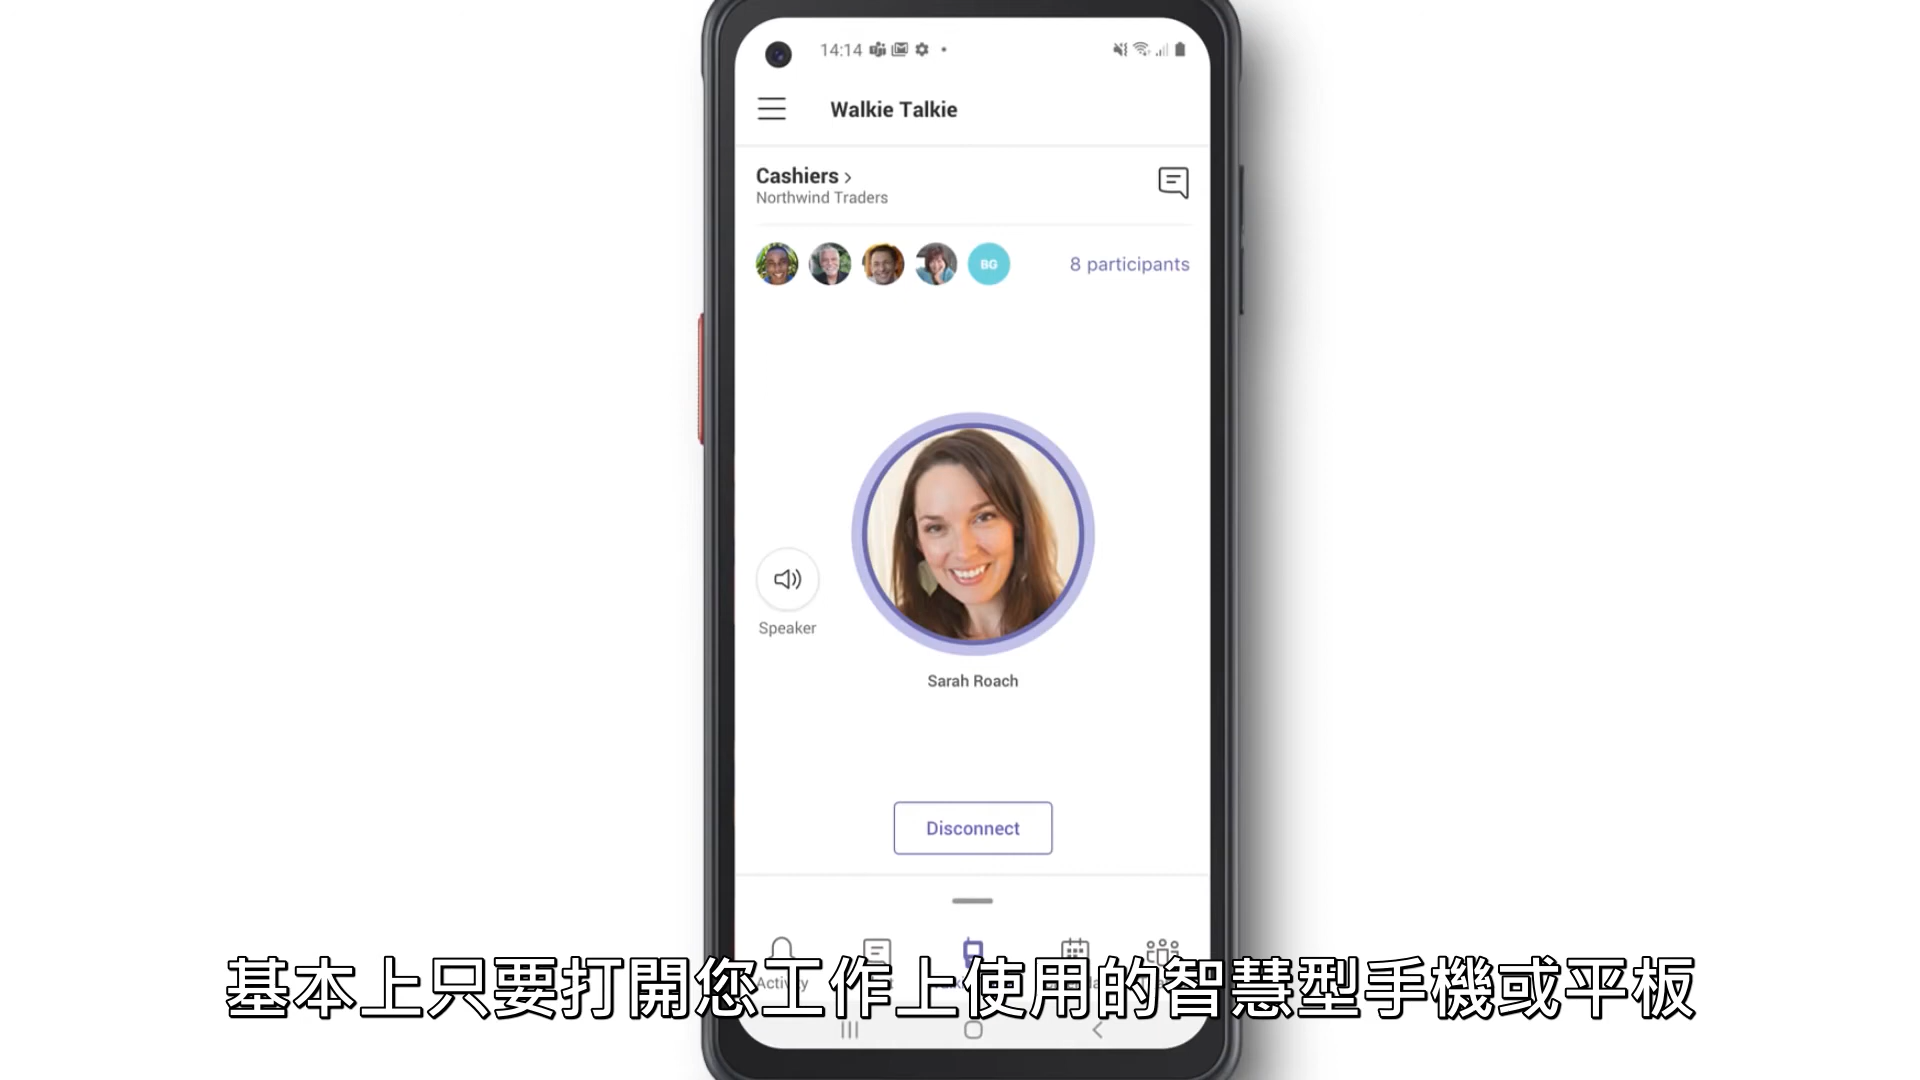 14:14
Walkie Talkie
Cashiers >
Northwind Traders
BG
8 participants
Speaker
Sarah Roach
Disconnect
Activity
基本上只要打開您工作上使用的智慧型手機或平板